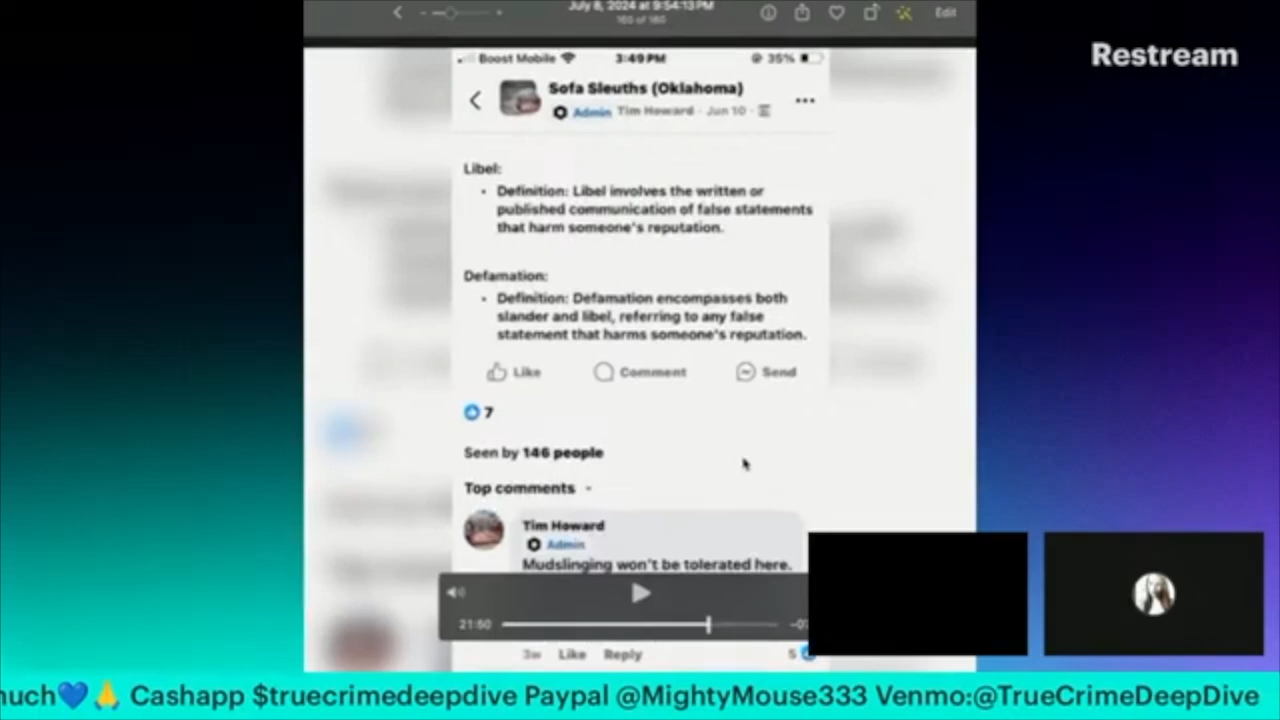 July 8, 2024 at 9:54:13 PM
165 of 165
Edit
Restream
Boost Mobile
3:49 PM
35%
Sofa Sleuths (Oklahoma)
Admin Tim Howard · Jun 10 ·
Libel:
• Definition: Libel involves the written or
published communication of false statements
that harm someone's reputation.
Defamation:
• Definition: Defamation encompasses both
slander and libel, referring to any false
statement that harms someone's reputation.
Like
Comment
Send
7
Seen by 146 people
Top comments
Tim Howard
Admin
Mudslinging won't be tolerated here.
21:50
3w Like Reply
5
much💙🙏 Cashapp $truecrimedeepdive Paypal @MightyMouse333 Venmo:@TrueCrimeDeepDive